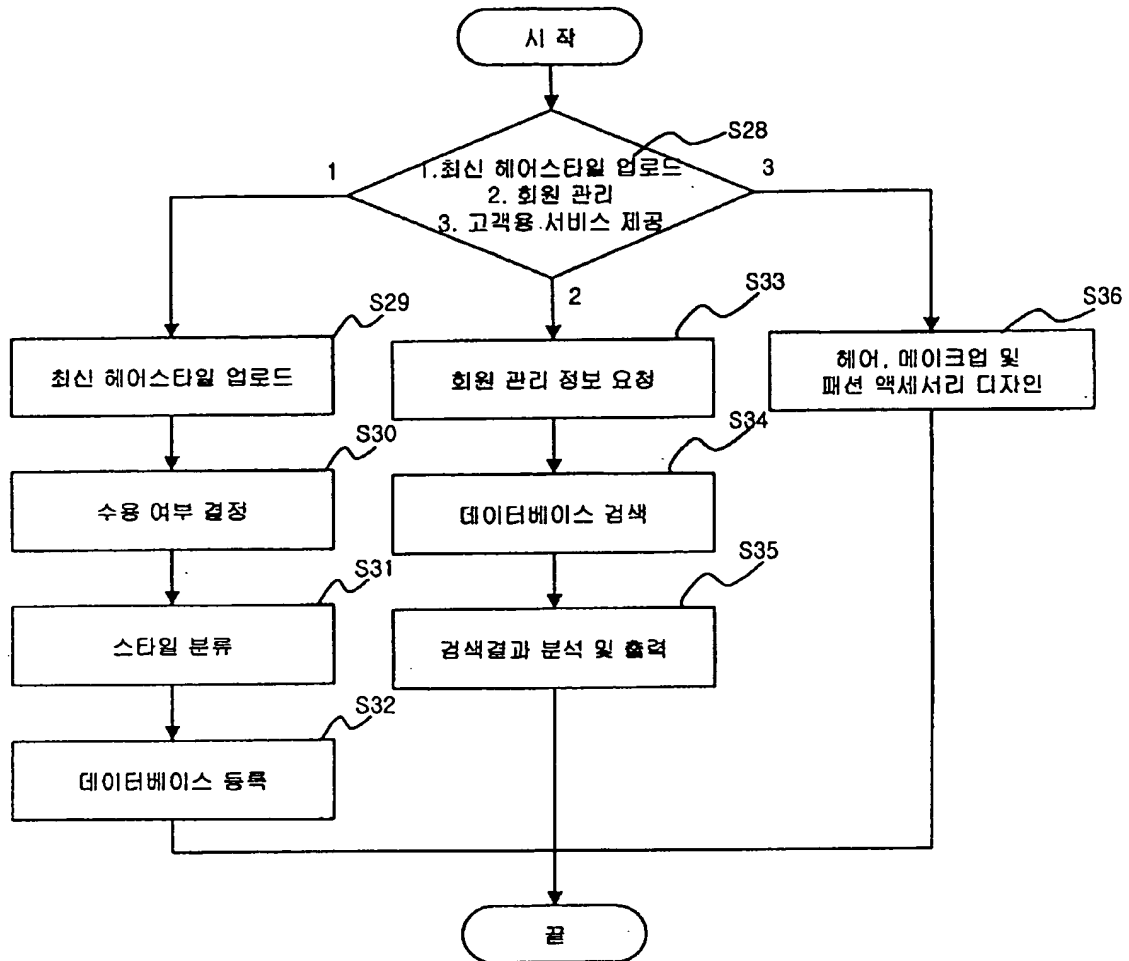 시 작
S28
1
1.최신 헤어스타일 업로드
2. 회원 관리
3. 고객용 서비스 제공
3
2
S29
최신 헤어스타일 업로드
S30
수용 여부 결정
S31
스타일 분류
S32
데이터베이스 등록
S33
회원 관리 정보 요청
S34
데이터베이스 검색
S35
검색결과 분석 및 출력
S36
헤어, 메이크업 및
패션 액세서리 디자인
끝